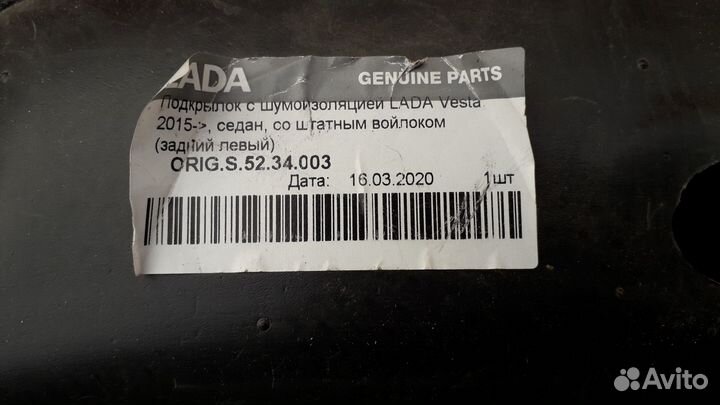 LADA GENUINE PARTS
Подкрылок с шумоизоляцией LADA Vesta
2015->, седан, со штатным войлоком
(задний левый)
ORIG.S.52.34.003
Дата: 16.03.2020 1шт
Avito